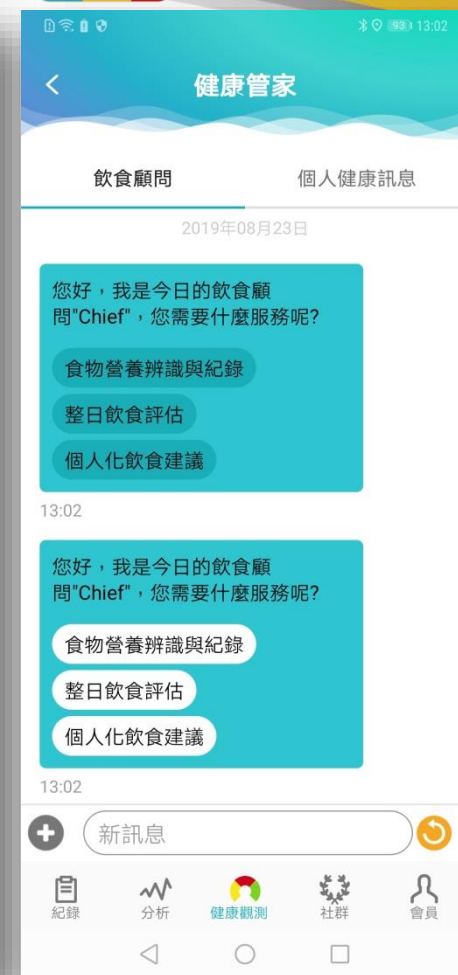 93 13:02
健康管家
飲食顧問 個人健康訊息
2019年08月23日
您好,我是今日的飲食顧
問"Chief",您需要什麼服務呢?
食物營養辨識與紀錄
整日飲食評估
個人化飲食建議
13:02
您好,我是今日的飲食顧
問"Chief",您需要什麼服務呢?
食物營養辨識與紀錄
整日飲食評估
個人化飲食建議
13:02
新訊息
紀錄 分析 健康觀測 社群 會員